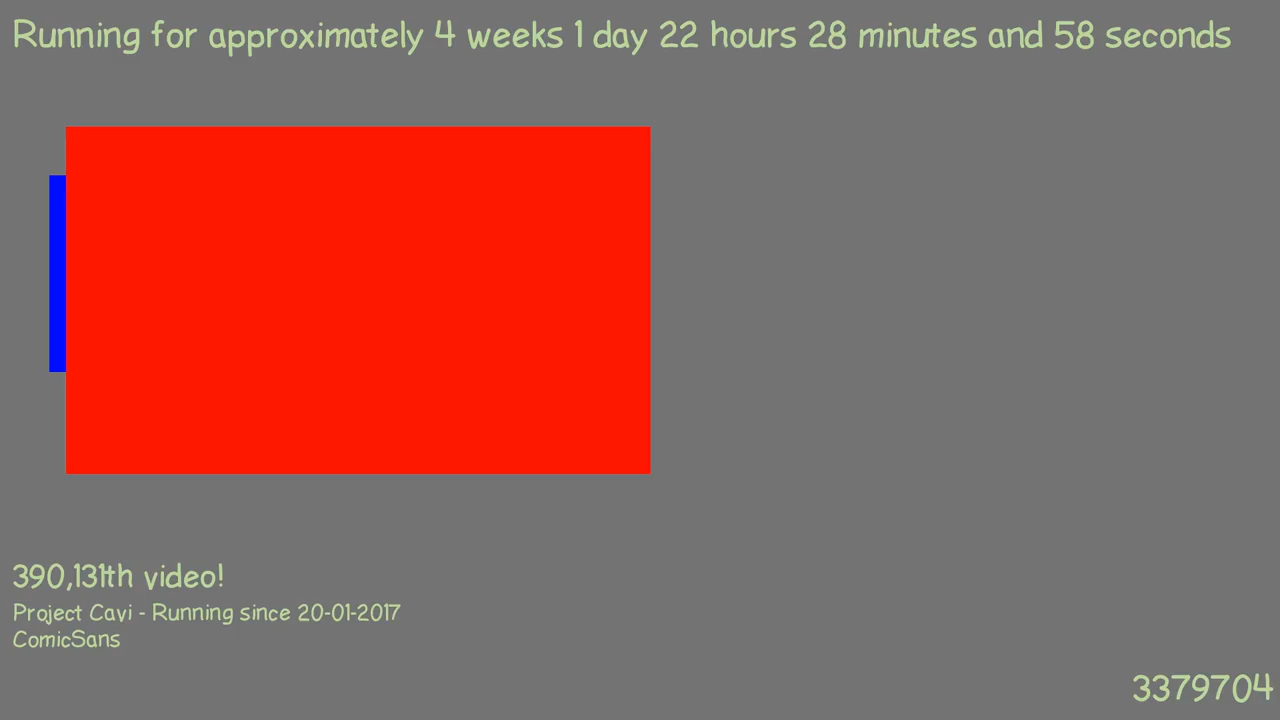 Running for approximately 4 weeks 1 day 22 hours 28 minutes and 58 seconds
390,131th video!
Project Cavi - Running since 20-01-2017
ComicSans
3379704